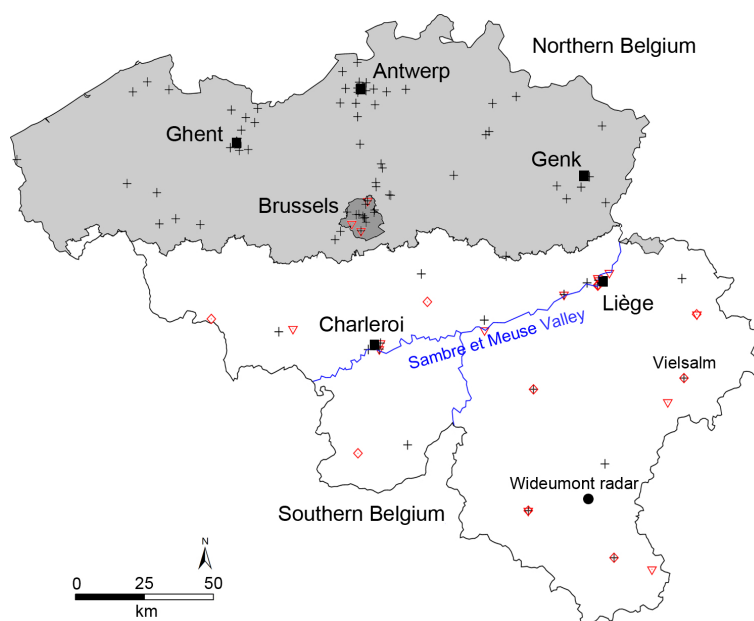 Northern Belgium
Antwerp
Ghent
Genk
Brussels
Liège
Charleroi
Sambre et Meuse Valley
Vielsalm
Wideumont radar
Southern Belgium
N
0 25 50
km